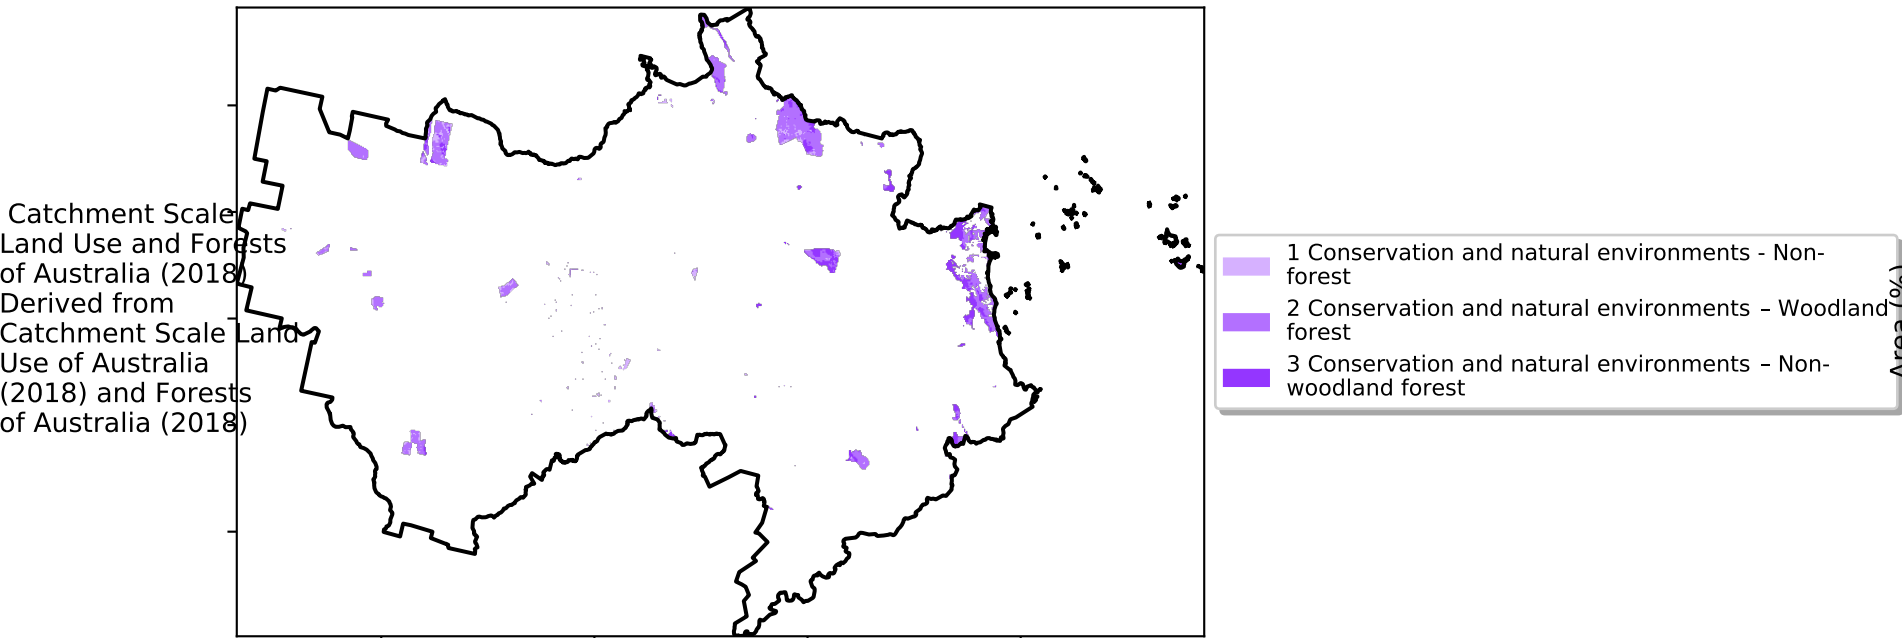 Catchment Scale
Land Use and Forests
of Australia (2018)
Derived from
Catchment Scale Land
Use of Australia
(2018) and Forests
of Australia (2018)
1 Conservation and natural environments - Non-
forest
2 Conservation and natural environments – Woodland
forest
3 Conservation and natural environments – Non-
woodland forest
Area (%)